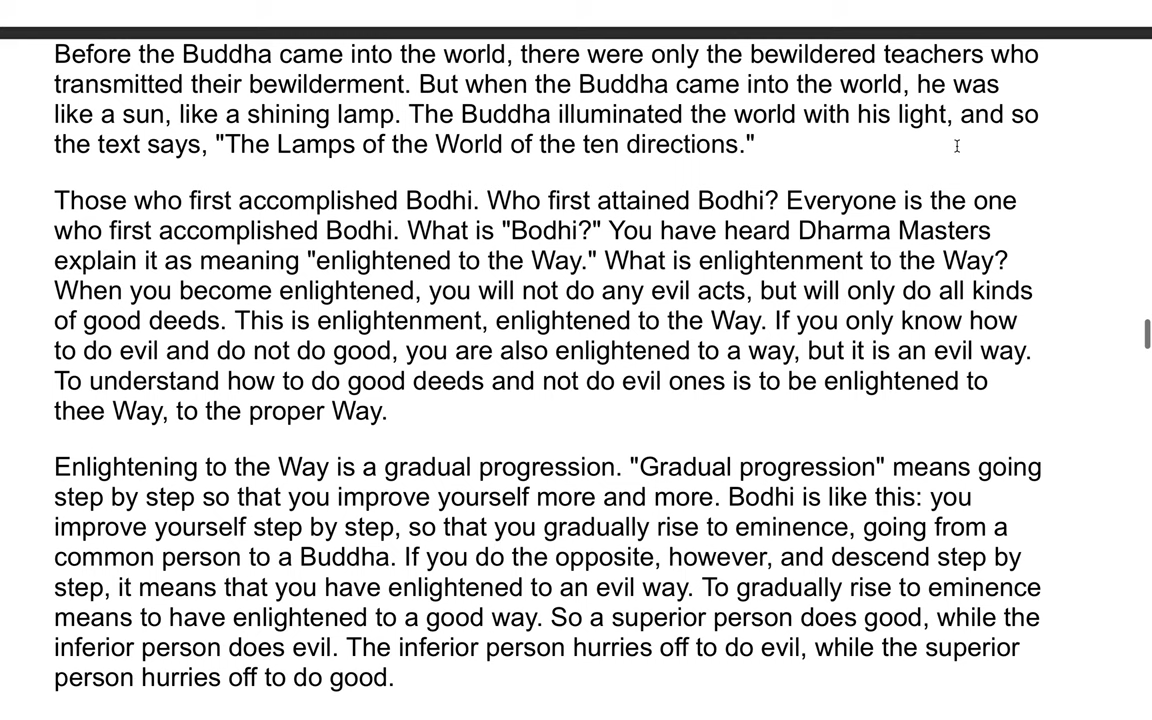 Before the Buddha came into the world, there were only the bewildered teachers who
transmitted their bewilderment. But when the Buddha came into the world, he was
like a sun, like a shining lamp. The Buddha illuminated the world with his light, and so
the text says, "The Lamps of the World of the ten directions."
Those who first accomplished Bodhi. Who first attained Bodhi? Everyone is the one
who first accomplished Bodhi. What is "Bodhi?" You have heard Dharma Masters
explain it as meaning "enlightened to the Way." What is enlightenment to the Way?
When you become enlightened, you will not do any evil acts, but will only do all kinds
of good deeds. This is enlightenment, enlightened to the Way. If you only know how
to do evil and do not do good, you are also enlightened to a way, but it is an evil way.
To understand how to do good deeds and not do evil ones is to be enlightened to
thee Way, to the proper Way.
Enlightening to the Way is a gradual progression. "Gradual progression" means going
step by step so that you improve yourself more and more. Bodhi is like this: you
improve yourself step by step, so that you gradually rise to eminence, going from a
common person to a Buddha. If you do the opposite, however, and descend step by
step, it means that you have enlightened to an evil way. To gradually rise to eminence
means to have enlightened to a good way. So a superior person does good, while the
inferior person does evil. The inferior person hurries off to do evil, while the superior
person hurries off to do good.